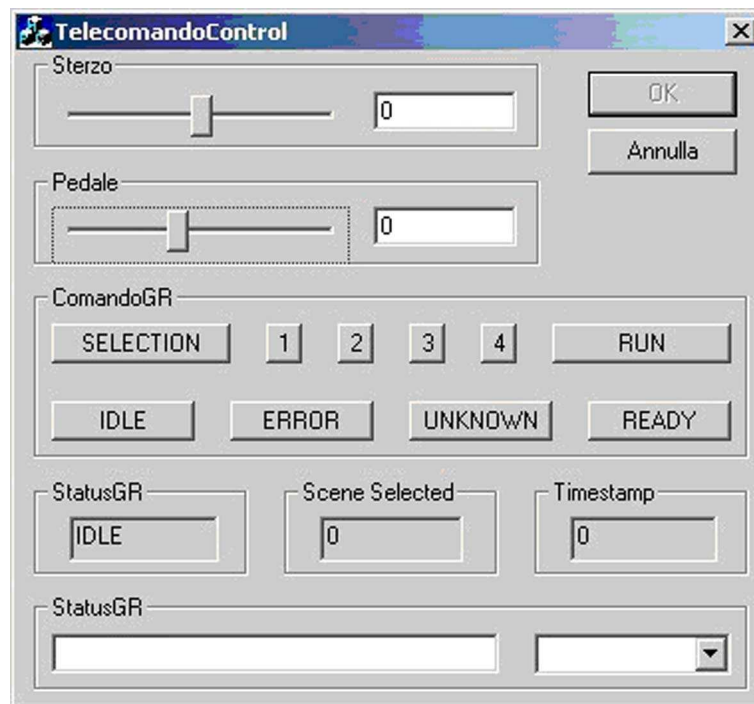 TelecomandoControl
Sterzo
0
OK
Annulla
Pedale
0
ComandoGR
SELECTION 1 2 3 4 RUN
IDLE ERROR UNKNOWN READY
StatusGR Scene Selected Timestamp
IDLE 0 0
StatusGR